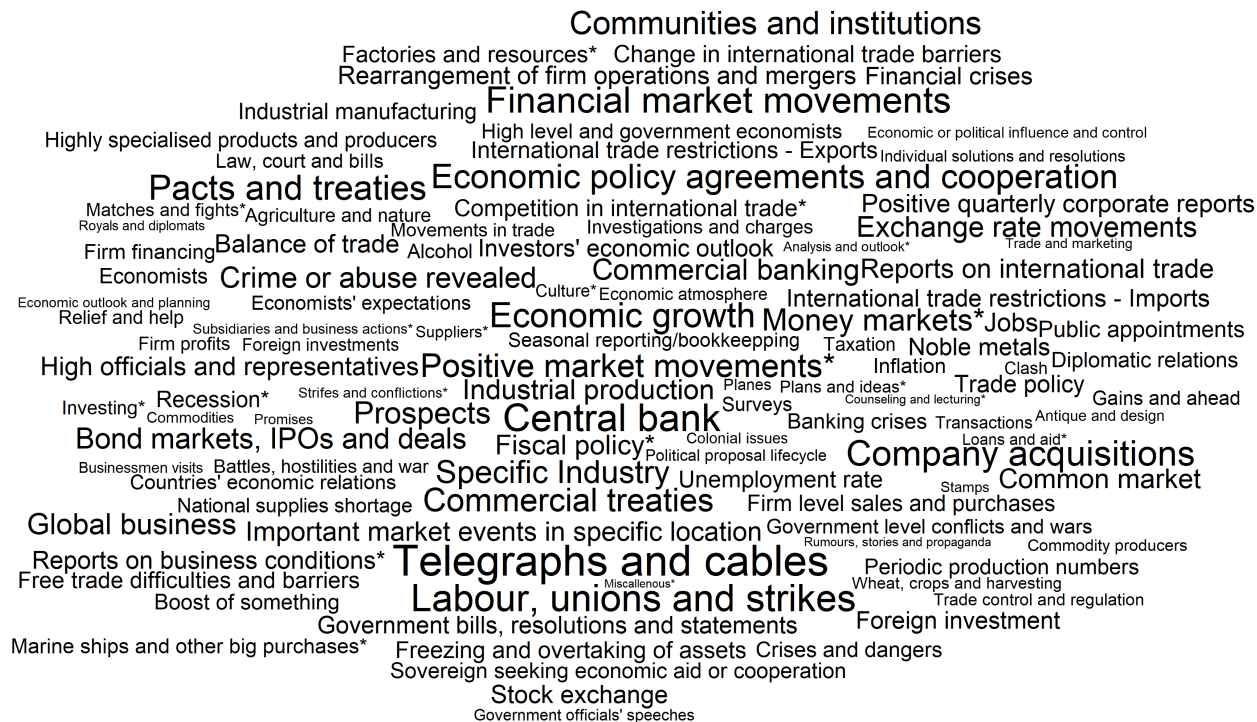 Communities and institutions
Factories and resources* Change in international trade barriers
Rearrangement of firm operations and mergers Financial crises
Industrial manufacturing Financial market movements
Highly specialised products and producers High level and government economists Economic or political influence and control
Law, court and bills International trade restrictions - Exports Individual solutions and resolutions
Pacts and treaties Economic policy agreements and cooperation
Matches and fights* Agriculture and nature Competition in international trade* Positive quarterly corporate reports
Royals and diplomats Movements in trade Investigations and charges Exchange rate movements
Firm financing Balance of trade Alcohol Investors' economic outlook Analysis and outlook* Trade and marketing
Economists Crime or abuse revealed Commercial banking Reports on international trade
Economic outlook and planning Economists' expectations Culture* Economic atmosphere International trade restrictions - Imports
Relief and help Subsidiaries and business actions* Suppliers* Economic growth Money markets* Jobs Public appointments
Firm profits Foreign investments Seasonal reporting/bookkeepping Taxation Noble metals
High officials and representatives Positive market movements* Inflation Clash Diplomatic relations
Investing* Recession* Strifes and conflictions* Industrial production Planes Plans and ideas* Counseling and lecturing* Trade policy Gains and ahead
Commodities Promises Prospects Central bank Surveys Banking crises Transactions Antique and design
Bond markets, IPOs and deals Fiscal policy* Colonial issues Loans and aid*
Businessmen visits Battles, hostilities and war Political proposal lifecycle Company acquisitions
Countries' economic relations Specific Industry Unemployment rate Stamps Common market
National supplies shortage Commercial treaties Firm level sales and purchases
Global business Important market events in specific location Government level conflicts and wars
Rumours, stories and propaganda Commodity producers
Reports on business conditions* Telegraphs and cables Periodic production numbers
Free trade difficulties and barriers Miscallenous* Wheat, crops and harvesting
Boost of something Labour, unions and strikes Trade control and regulation
Government bills, resolutions and statements Foreign investment
Marine ships and other big purchases* Freezing and overtaking of assets Crises and dangers
Sovereign seeking economic aid or cooperation
Stock exchange
Government officials' speeches